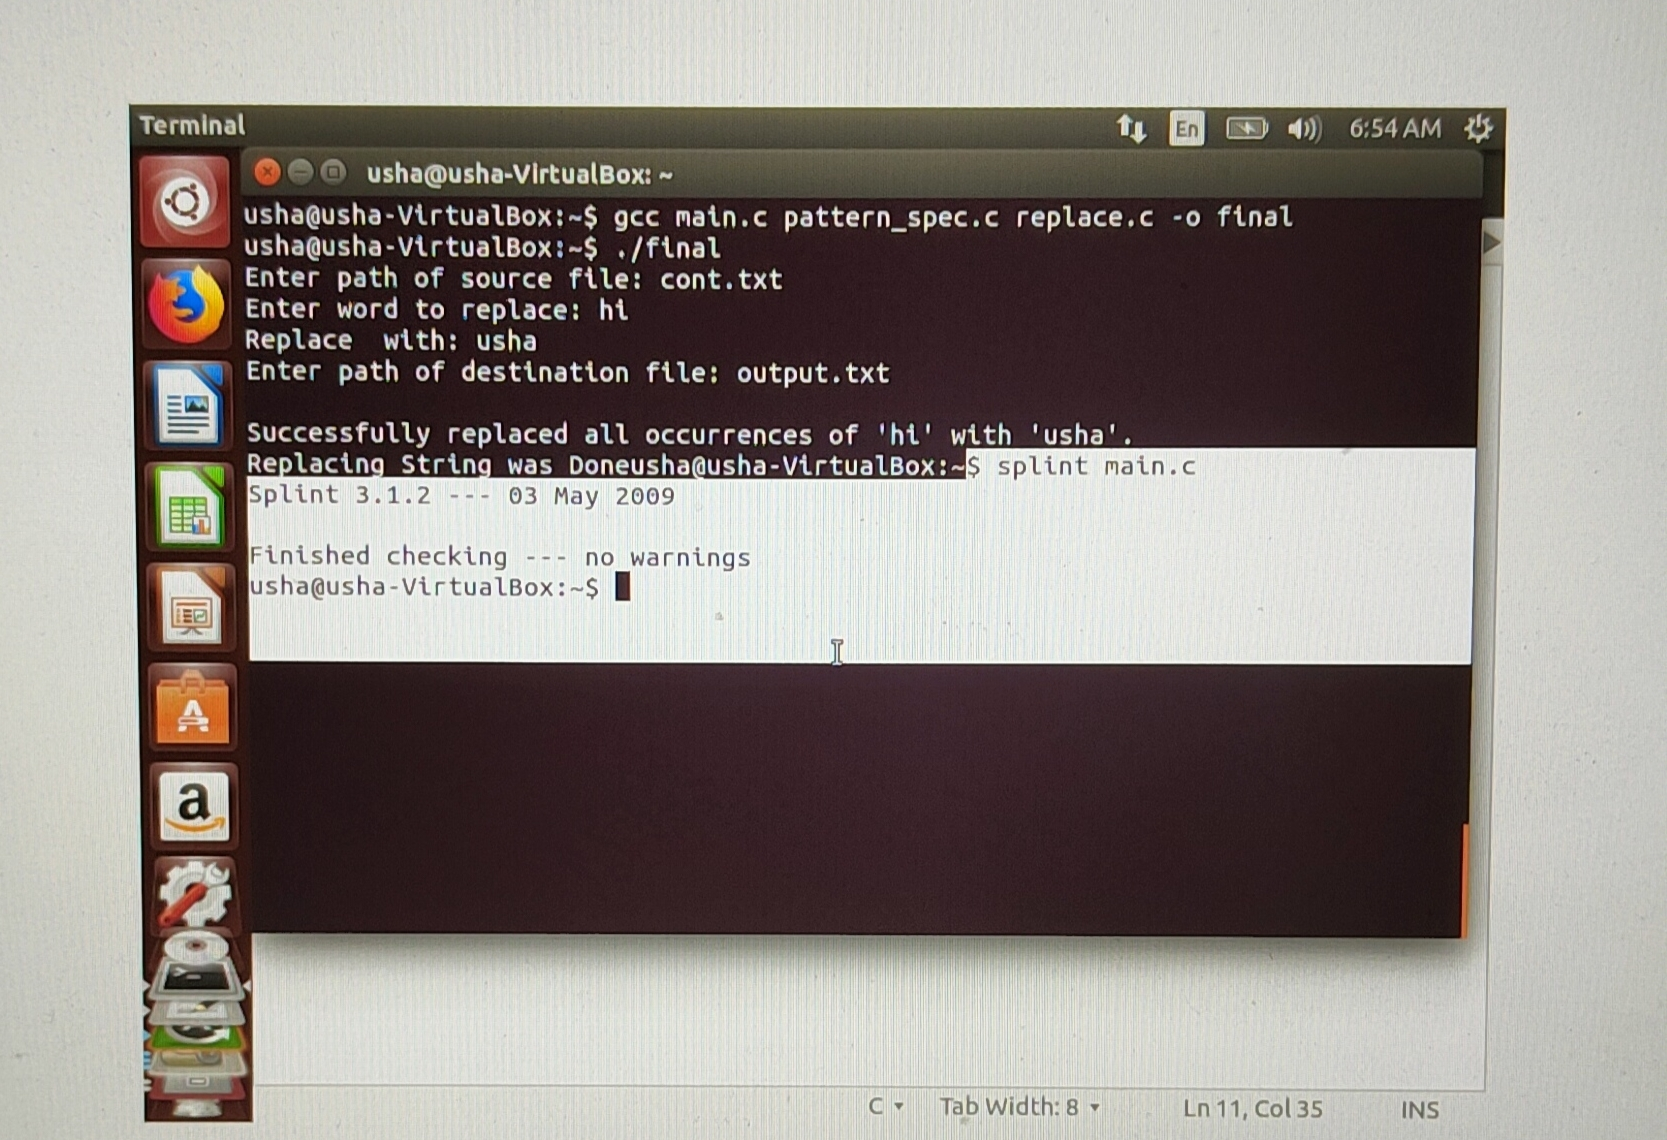 Terminal
En
6:54 AM
usha@usha-VirtualBox: ~
usha@usha-VirtualBox:~$ gcc main.c pattern_spec.c replace.c -o final
usha@usha-VirtualBox:~$ ./final
Enter path of source file: cont.txt
Enter word to replace: hi
Replace  with: usha
Enter path of destination file: output.txt
Successfully replaced all occurrences of 'hi' with 'usha'.
Replacing String was Doneusha@usha-VirtualBox:~$ splint main.c
Splint 3.1.2 --- 03 May 2009
Finished checking --- no warnings
usha@usha-VirtualBox:~$
a
C
Tab Width: 8
Ln 11, Col 35
INS